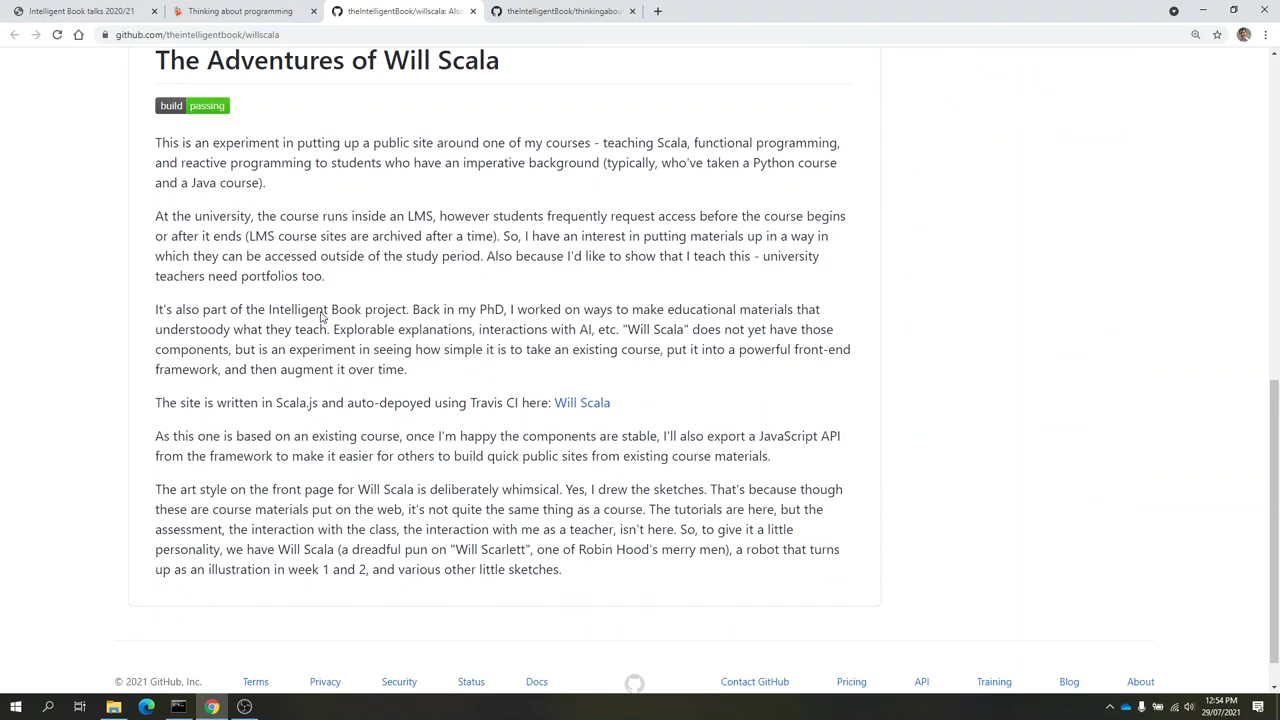 Intelligent Book talks 2020/21
Thinking about programming
theIntelligentBook/willscala: Also
theIntelligentBook/thinkingabou
github.com/theintelligentbook/willscala
The Adventures of Will Scala
build passing
This is an experiment in putting up a public site around one of my courses - teaching Scala, functional programming,
and reactive programming to students who have an imperative background (typically, who've taken a Python course
and a Java course).
At the university, the course runs inside an LMS, however students frequently request access before the course begins
or after it ends (LMS course sites are archived after a time). So, I have an interest in putting materials up in a way in
which they can be accessed outside of the study period. Also because I'd like to show that I teach this - university
teachers need portfolios too.
It's also part of the Intelligent Book project. Back in my PhD, I worked on ways to make educational materials that
understoody what they teach. Explorable explanations, interactions with AI, etc. "Will Scala" does not yet have those
components, but is an experiment in seeing how simple it is to take an existing course, put it into a powerful front-end
framework, and then augment it over time.
The site is written in Scala.js and auto-depoyed using Travis CI here: Will Scala
As this one is based on an existing course, once I'm happy the components are stable, I'll also export a JavaScript API
from the framework to make it easier for others to build quick public sites from existing course materials.
The art style on the front page for Will Scala is deliberately whimsical. Yes, I drew the sketches. That's because though
these are course materials put on the web, it's not quite the same thing as a course. The tutorials are here, but the
assessment, the interaction with the class, the interaction with me as a teacher, isn't here. So, to give it a little
personality, we have Will Scala (a dreadful pun on "Will Scarlett", one of Robin Hood's merry men), a robot that turns
up as an illustration in week 1 and 2, and various other little sketches.
© 2021 GitHub, Inc. Terms Privacy Security Status Docs Contact GitHub Pricing API Training Blog About
12:54 PM
29/07/2021